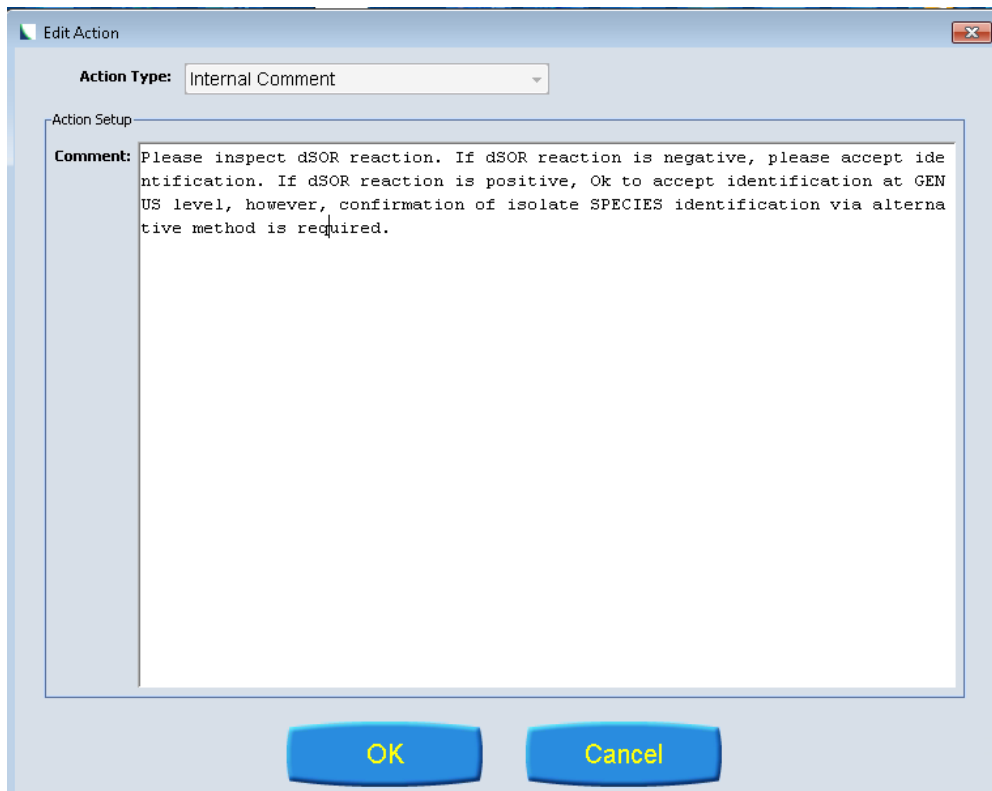 Edit Action
Action Type: Internal Comment
Action Setup
Comment: Please inspect dSOR reaction. If dSOR reaction is negative, please accept ide
ntification. If dSOR reaction is positive, Ok to accept identification at GEN
US level, however, confirmation of isolate SPECIES identification via alterna
tive method is required.
OK Cancel